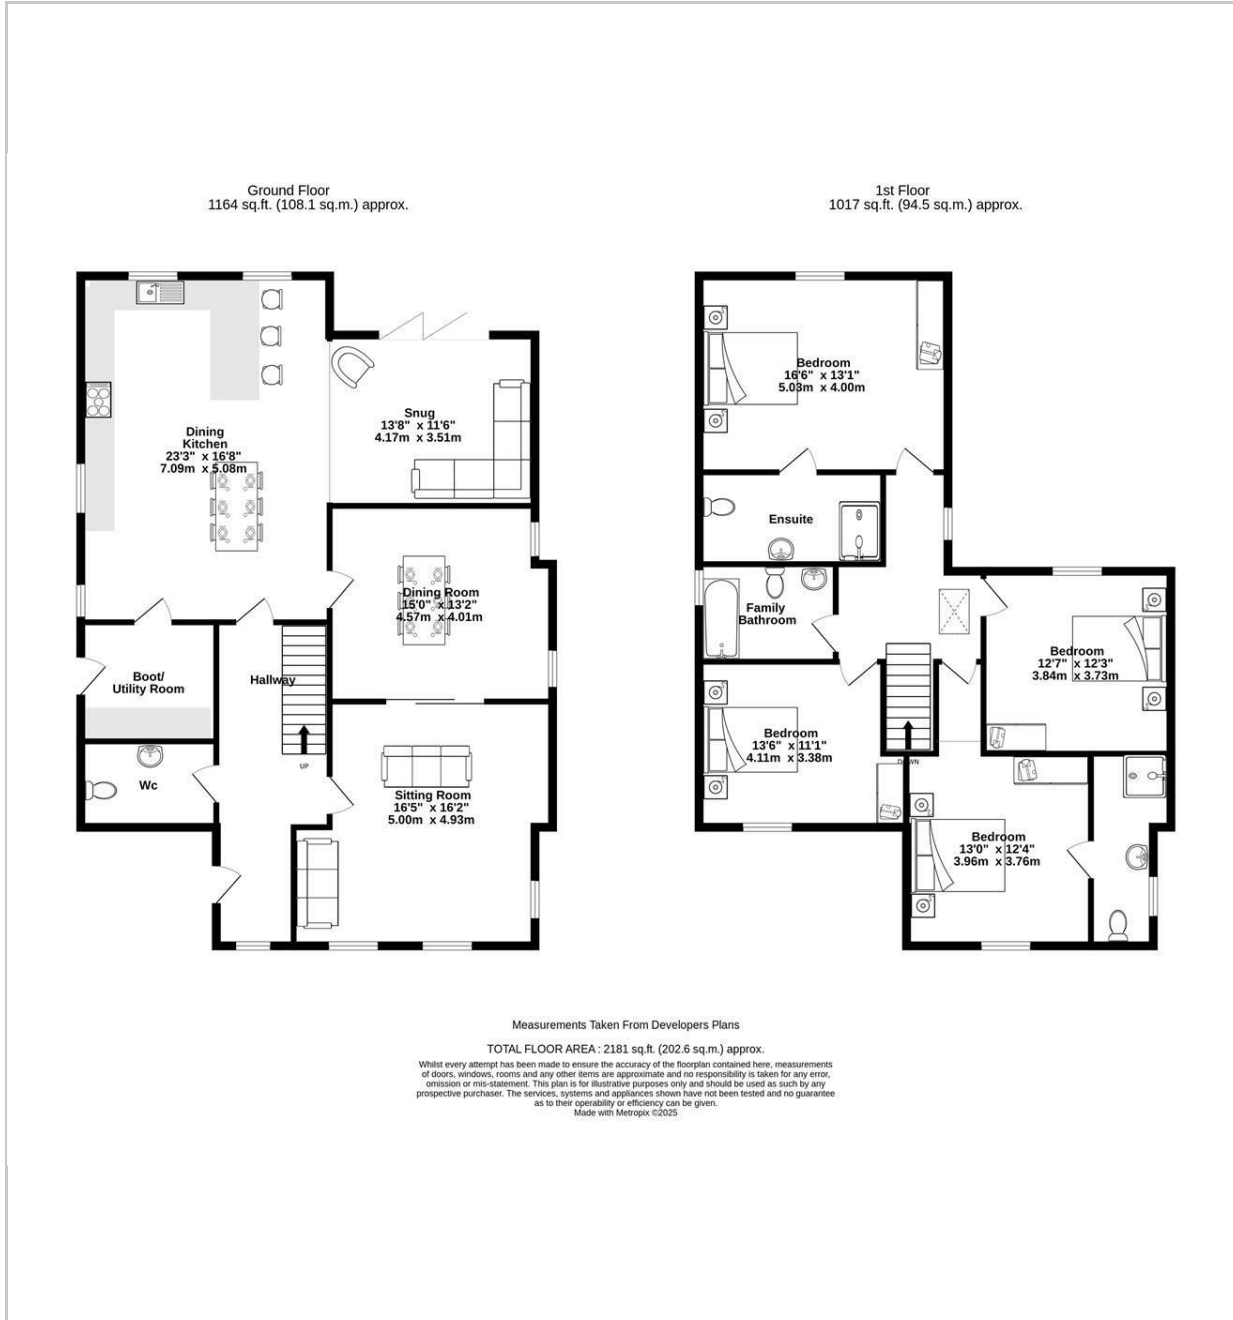 Ground Floor
1164 sq.ft. (108.1 sq.m.) approx.
1st Floor
1017 sq.ft. (94.5 sq.m.) approx.
Dining
Kitchen
23'3" x 16'8"
7.09m x 5.08m
Snug
13'8" x 11'6"
4.17m x 3.51m
Dining Room
15'0" x 13'2"
4.57m x 4.01m
Boot/
Utility Room
Hallway
UP
Wc
Sitting Room
16'5" x 16'2"
5.00m x 4.93m
Bedroom
16'6" x 13'1"
5.03m x 4.00m
Ensuite
Family
Bathroom
Bedroom
12'7" x 12'3"
3.84m x 3.73m
Bedroom
13'6" x 11'1"
4.11m x 3.38m
DOWN
Bedroom
13'0" x 12'4"
3.96m x 3.76m
Measurements Taken From Developers Plans
TOTAL FLOOR AREA : 2181 sq.ft. (202.6 sq.m.) approx.
Whilst every attempt has been made to ensure the accuracy of the floorplan contained here, measurements
of doors, windows, rooms and any other items are approximate and no responsibility is taken for any error,
omission or mis-statement. This plan is for illustrative purposes only and should be used as such by any
prospective purchaser. The services, systems and appliances shown have not been tested and no guarantee
as to their operability or efficiency can be given.
Made with Metropix ©2025